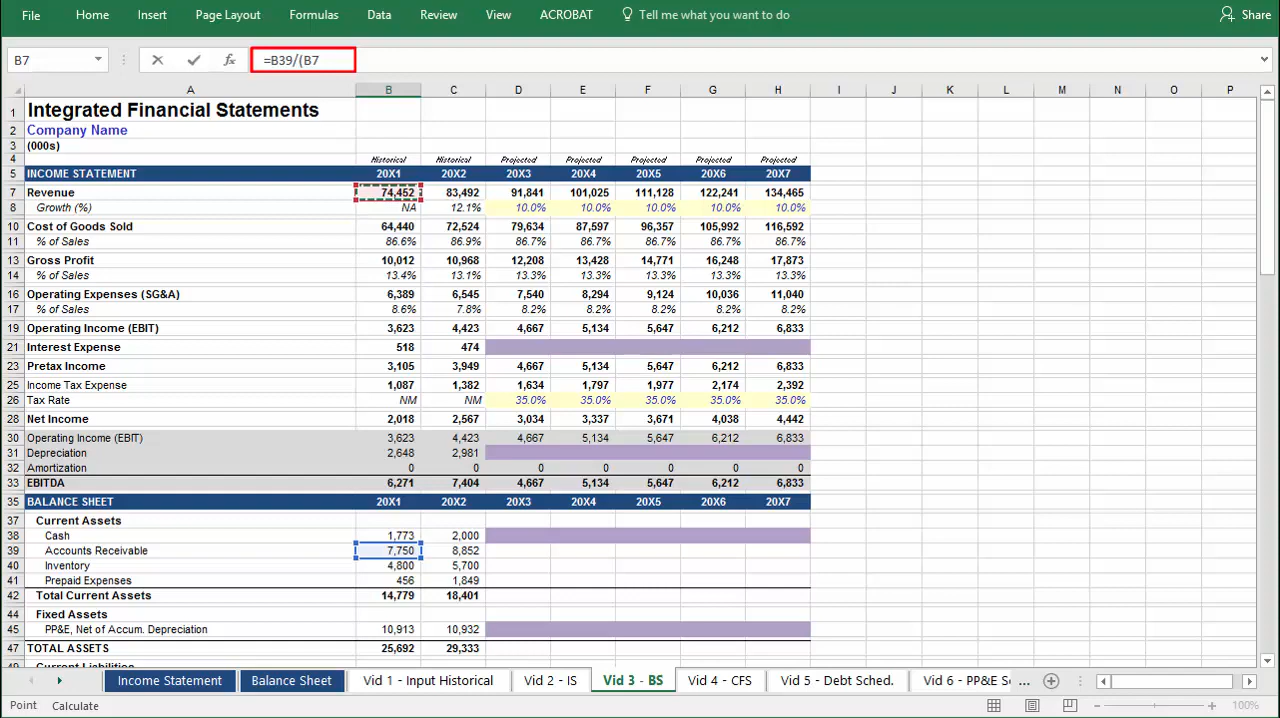 File Home Insert Page Layout Formulas Data Review View ACROBAT Tell me what you want to do Share
B7 fx =B39/(B7
A B C D E F G H I J K L M N O P
1 Integrated Financial Statements
2 Company Name
3 (000s)
4 Historical Historical Projected Projected Projected Projected Projected
5 INCOME STATEMENT 20X1 20X2 20X3 20X4 20X5 20X6 20X7
7 Revenue 74,452 83,492 91,841 101,025 111,128 122,241 134,465
8 Growth (%) NA 12.1% 10.0% 10.0% 10.0% 10.0% 10.0%
10 Cost of Goods Sold 64,440 72,524 79,634 87,597 96,357 105,992 116,592
11 % of Sales 86.6% 86.9% 86.7% 86.7% 86.7% 86.7% 86.7%
13 Gross Profit 10,012 10,968 12,208 13,428 14,771 16,248 17,873
14 % of Sales 13.4% 13.1% 13.3% 13.3% 13.3% 13.3% 13.3%
16 Operating Expenses (SG&A) 6,389 6,545 7,540 8,294 9,124 10,036 11,040
17 % of Sales 8.6% 7.8% 8.2% 8.2% 8.2% 8.2% 8.2%
19 Operating Income (EBIT) 3,623 4,423 4,667 5,134 5,647 6,212 6,833
21 Interest Expense 518 474
23 Pretax Income 3,105 3,949 4,667 5,134 5,647 6,212 6,833
25 Income Tax Expense 1,087 1,382 1,634 1,797 1,977 2,174 2,392
26 Tax Rate NM NM 35.0% 35.0% 35.0% 35.0% 35.0%
28 Net Income 2,018 2,567 3,034 3,337 3,671 4,038 4,442
30 Operating Income (EBIT) 3,623 4,423 4,667 5,134 5,647 6,212 6,833
31 Depreciation 2,648 2,981
32 Amortization 0 0 0 0 0 0 0
33 EBITDA 6,271 7,404 4,667 5,134 5,647 6,212 6,833
35 BALANCE SHEET 20X1 20X2 20X3 20X4 20X5 20X6 20X7
37 Current Assets
38 Cash 1,773 2,000
39 Accounts Receivable 7,750 8,852
40 Inventory 4,800 5,700
41 Prepaid Expenses 456 1,849
42 Total Current Assets 14,779 18,401
44 Fixed Assets
45 PP&E, Net of Accum. Depreciation 10,913 10,932
47 TOTAL ASSETS 25,692 29,333
49 Current Liabilities
Income Statement Balance Sheet Vid 1 - Input Historical Vid 2 - IS Vid 3 - BS Vid 4 - CFS Vid 5 - Debt Sched. Vid 6 - PP&E S ...
Point Calculate 100%